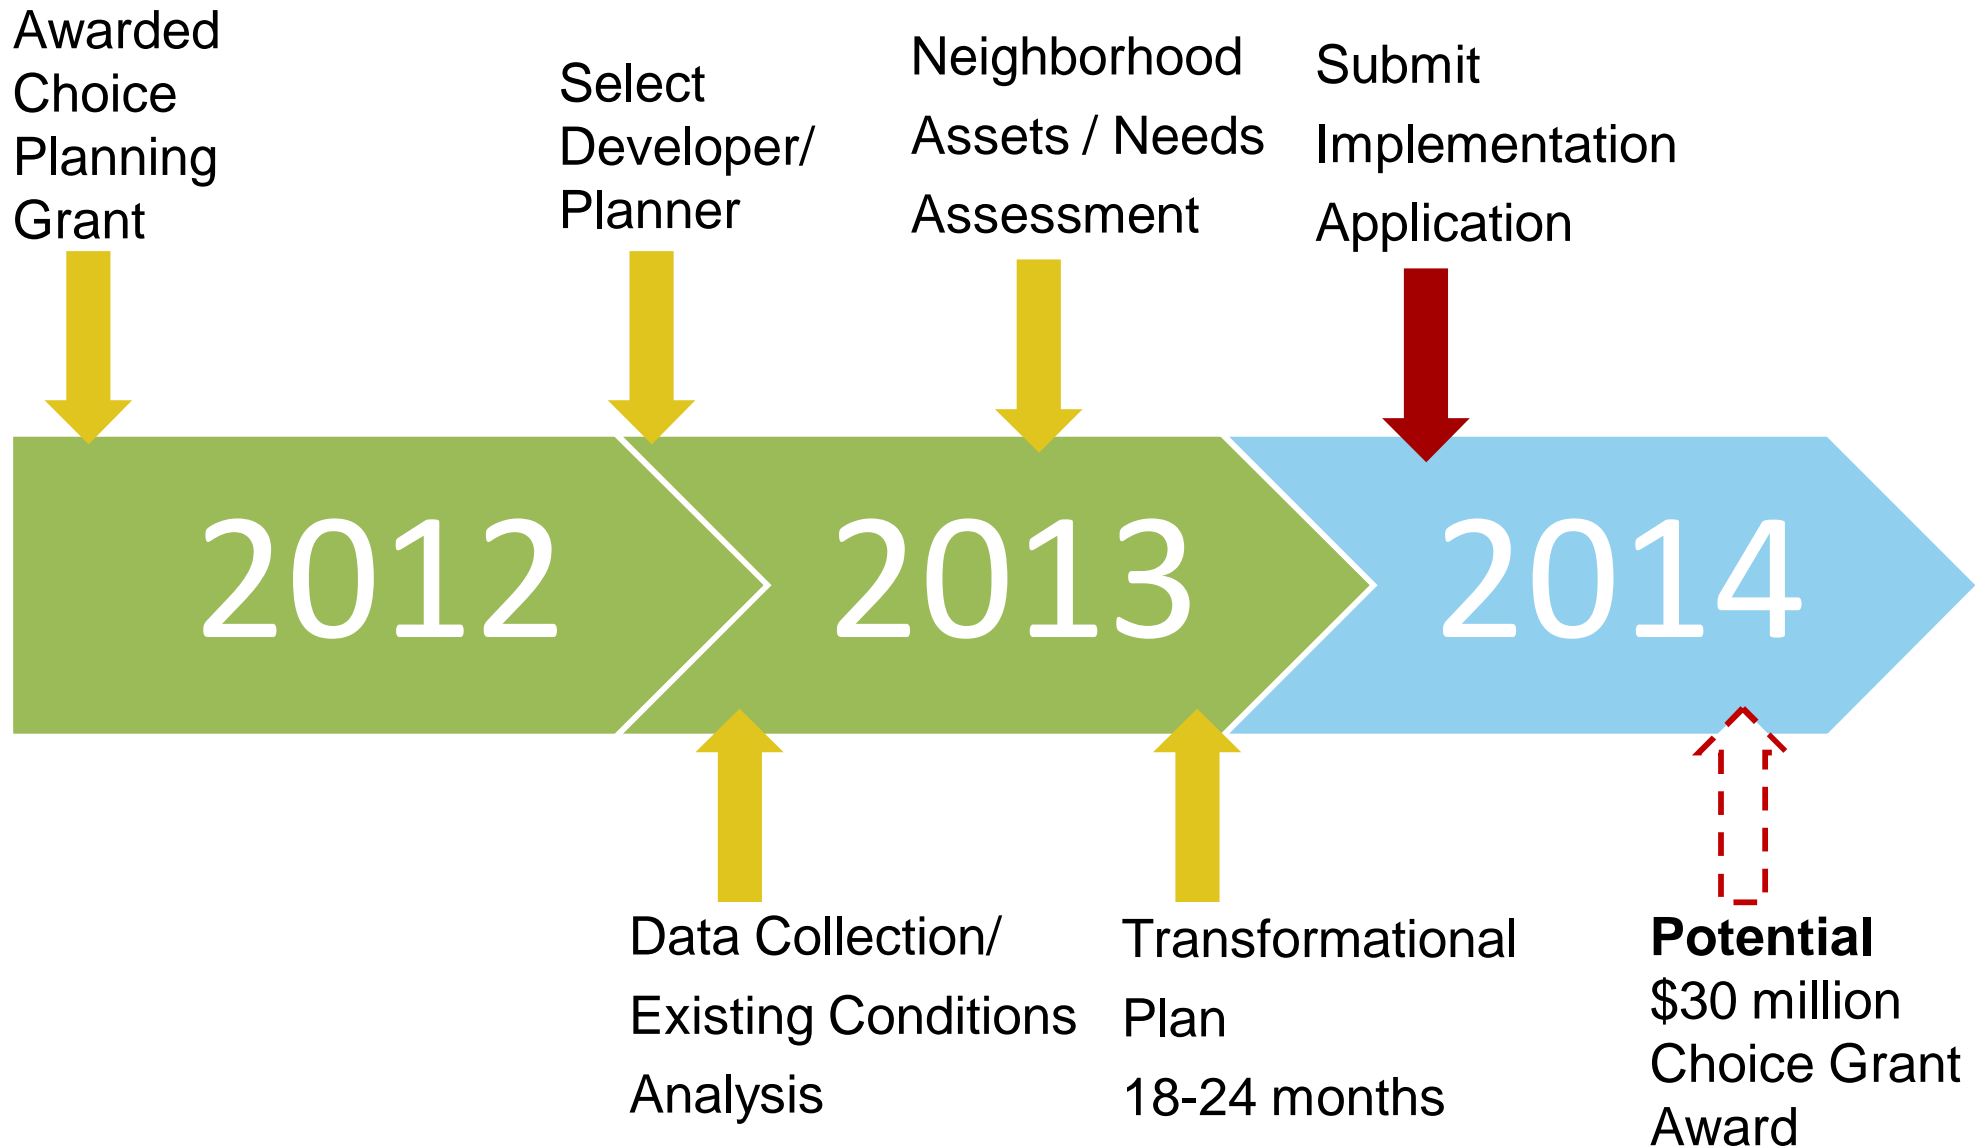 Awarded
Choice
Planning
Grant
Select
Developer/
Planner
Neighborhood
Assets / Needs
Assessment
Submit
Implementation
Application
2012
2013
2014
Data Collection/
Existing Conditions
Analysis
Transformational
Plan
18-24 months
Potential
$30 million
Choice Grant
Award